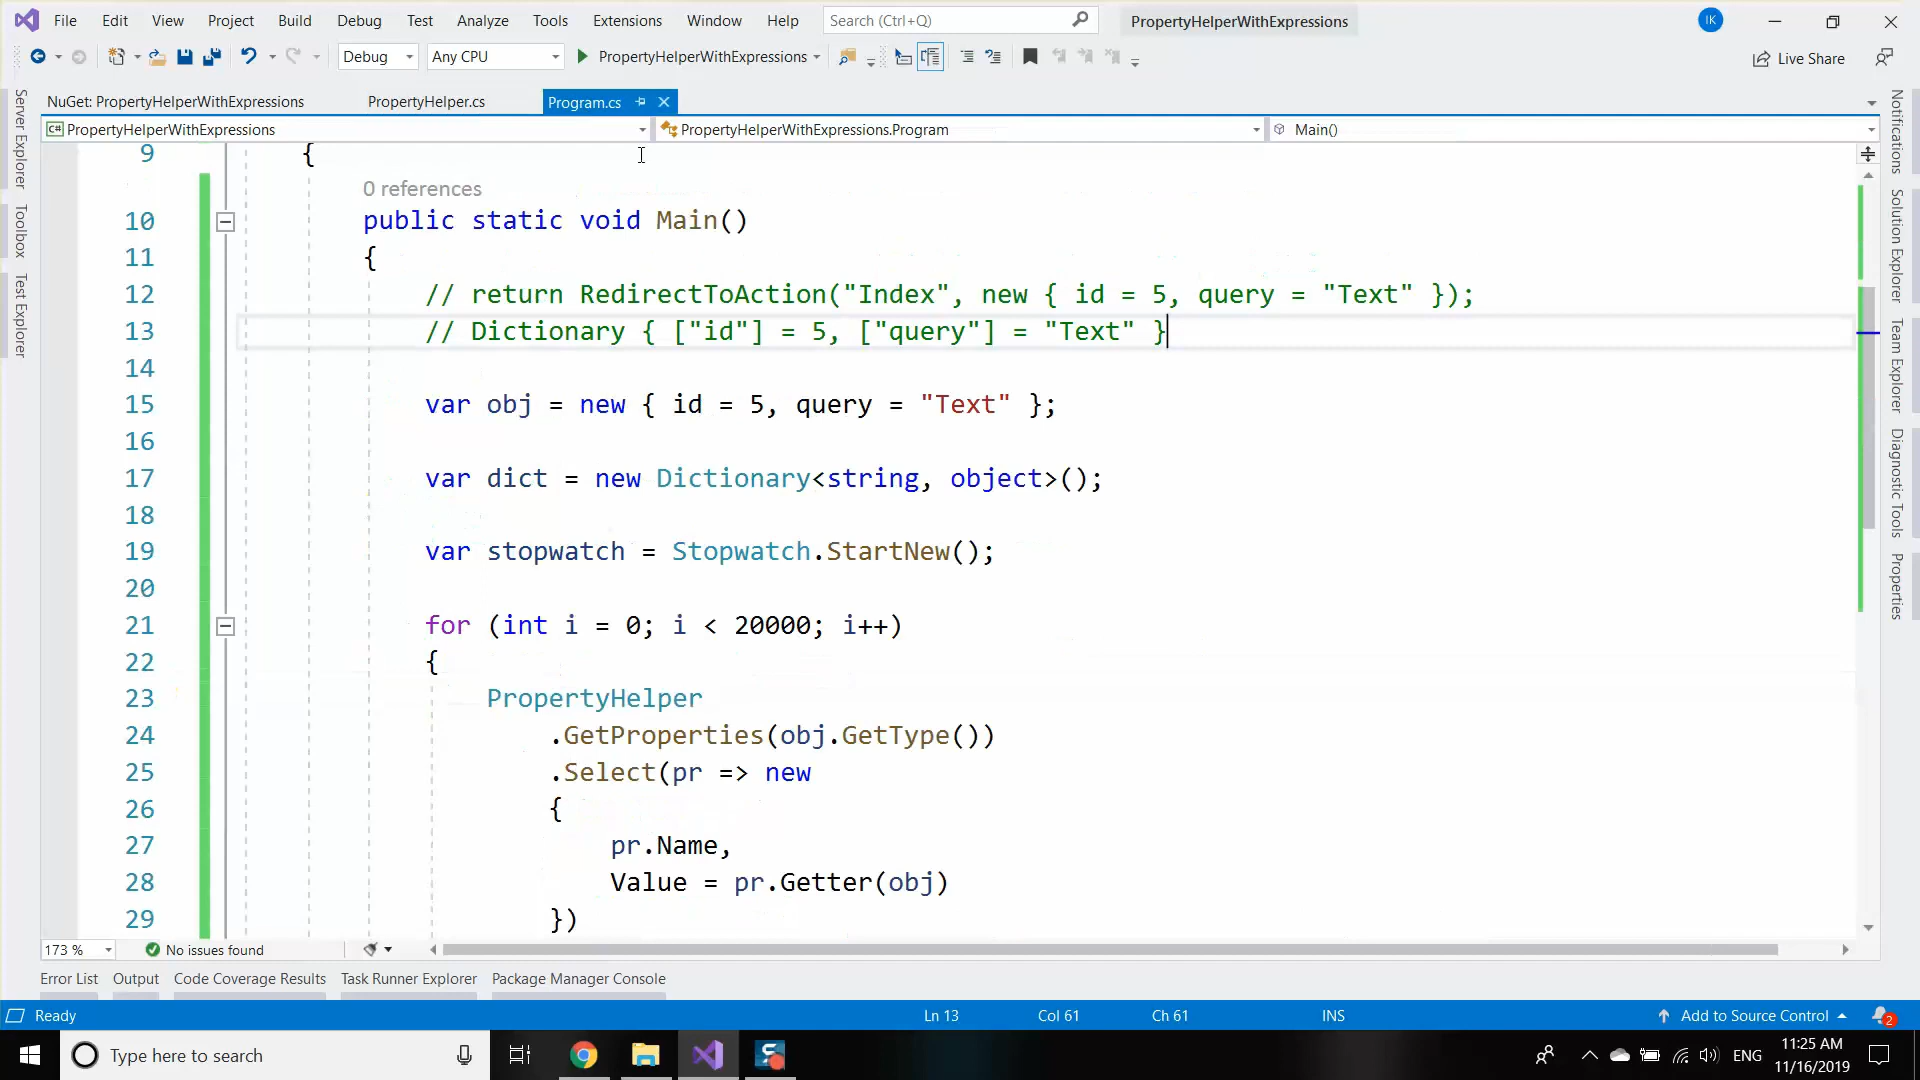 File Edit View Project Build Debug Test Analyze Tools Extensions Window Help Search (Ctrl+Q) PropertyHelperWithExpressions IK
Debug Any CPU PropertyHelperWithExpressions Live Share
NuGet: PropertyHelperWithExpressions PropertyHelper.cs Program.cs
C# PropertyHelperWithExpressions PropertyHelperWithExpressions.Program Main()
Server Explorer
Toolbox
Test Explorer
9 {
0 references
10 public static void Main()
11 {
12 // return RedirectToAction("Index", new { id = 5, query = "Text" });
13 // Dictionary { ["id"] = 5, ["query"] = "Text" }
14
15 var obj = new { id = 5, query = "Text" };
16
17 var dict = new Dictionary<string, object>();
18
19 var stopwatch = Stopwatch.StartNew();
20
21 for (int i = 0; i < 20000; i++)
22 {
23 PropertyHelper
24 .GetProperties(obj.GetType())
25 .Select(pr => new
26 {
27 pr.Name,
28 Value = pr.Getter(obj)
29 })
Notifications
Solution Explorer
Team Explorer
Diagnostic Tools
Properties
173 % No issues found
Error List Output Code Coverage Results Task Runner Explorer Package Manager Console
Ready Ln 13 Col 61 Ch 61 INS Add to Source Control 2
Type here to search ENG 11:25 AM
11/16/2019